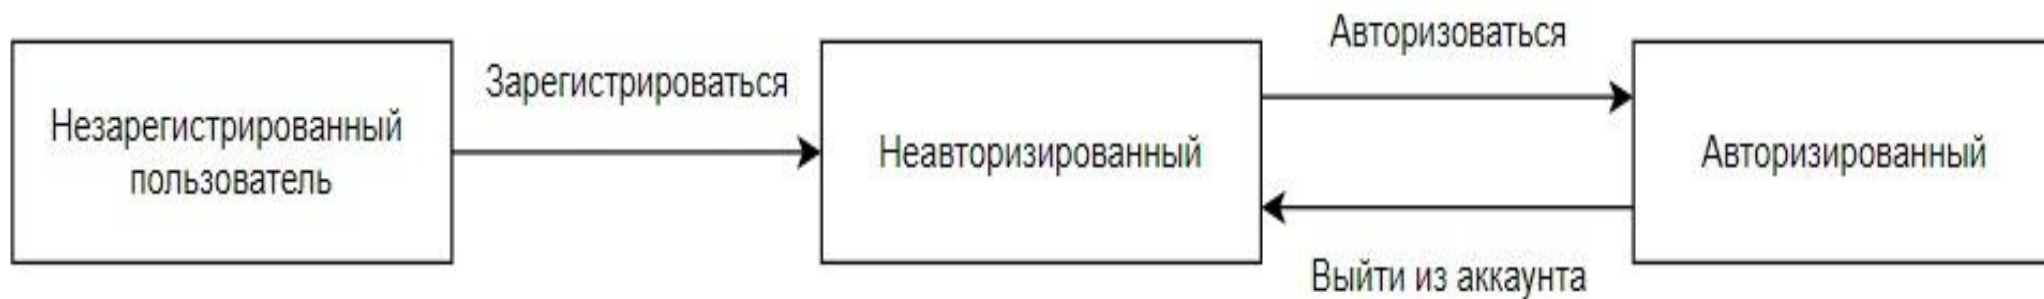 Незарегистрированный
пользователь
Зарегистрироваться
Неавторизированный
Авторизоваться
Выйти из аккаунта
Авторизированный